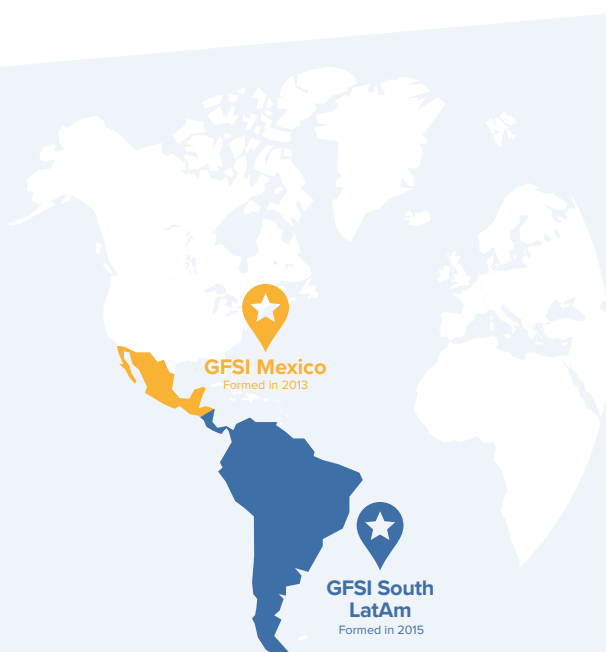 GFSI Mexico
Formed in 2013
GFSI South
LatAm
Formed in 2015